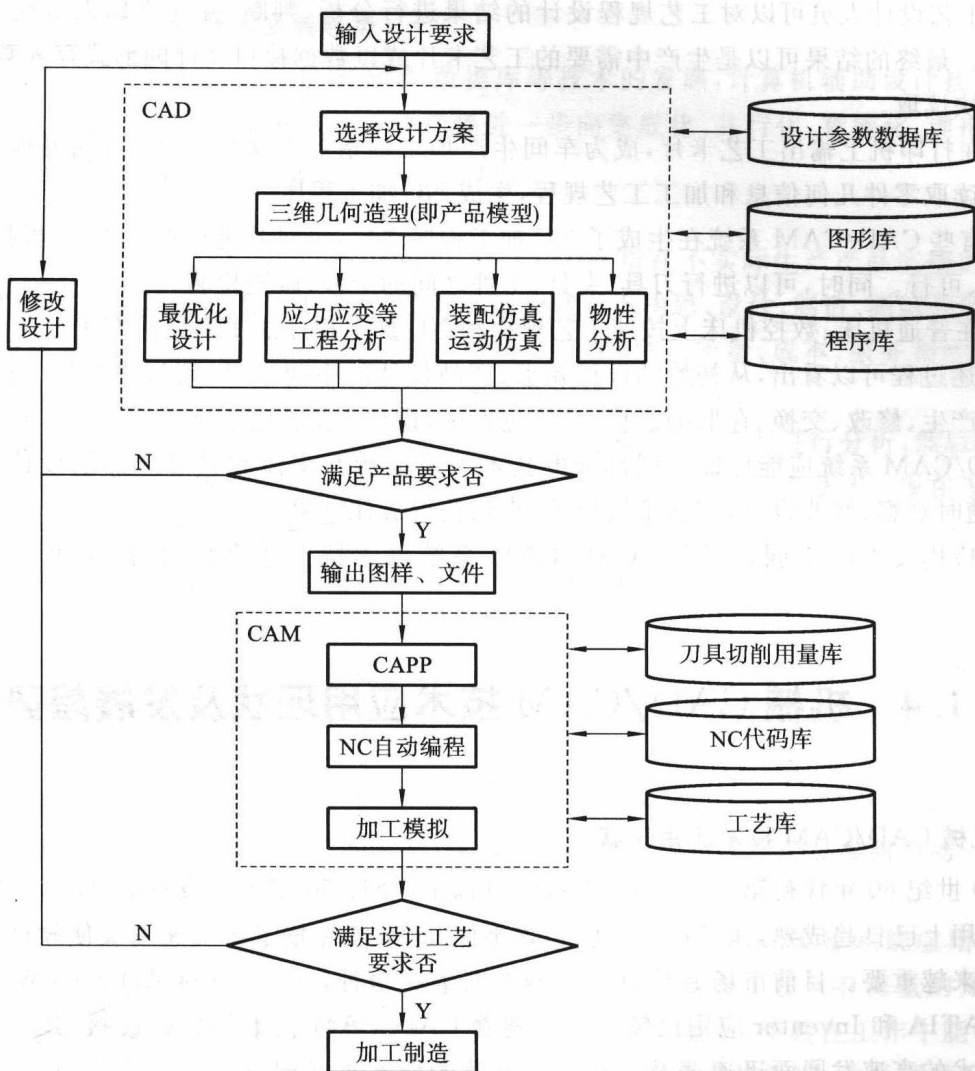 输入设计要求
CAD
选择设计方案
设计参数数据库
三维几何造型(即产品模型)
图形库
修改
设计
最优化
设计
应力应变等
工程分析
装配仿真
运动仿真
物性
分析
程序库
N
满足产品要求否
Y
输出图样、文件
CAM
CAPP
刀具切削用量库
NC自动编程
NC代码库
加工模拟
工艺库
N
满足设计工艺
要求否
Y
加工制造